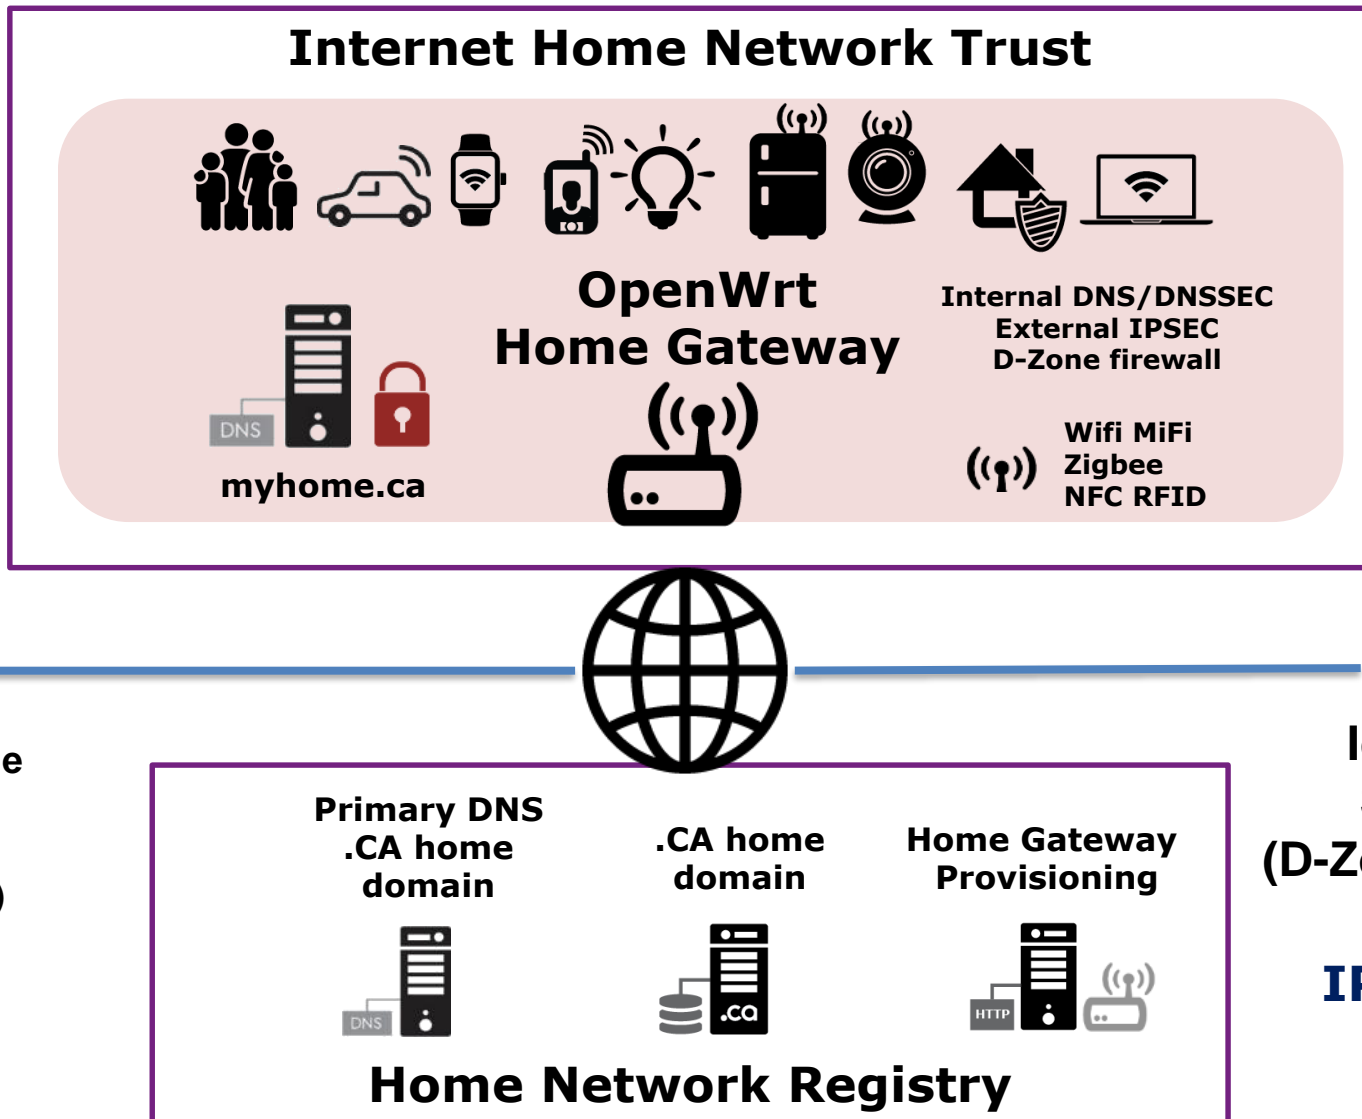 Internet Home Network Trust
OpenWrt
Home Gateway
Internal DNS/DNSSEC
External IPSEC
D-Zone firewall
DNS
myhome.ca
Wifi MiFi
Zigbee
NFC RFID
Primary DNS
.CA home
domain
.CA home
domain
Home Gateway
Provisioning
DNS
.ca
HTTP
Home Network Registry
e
)
(D-Z
IP